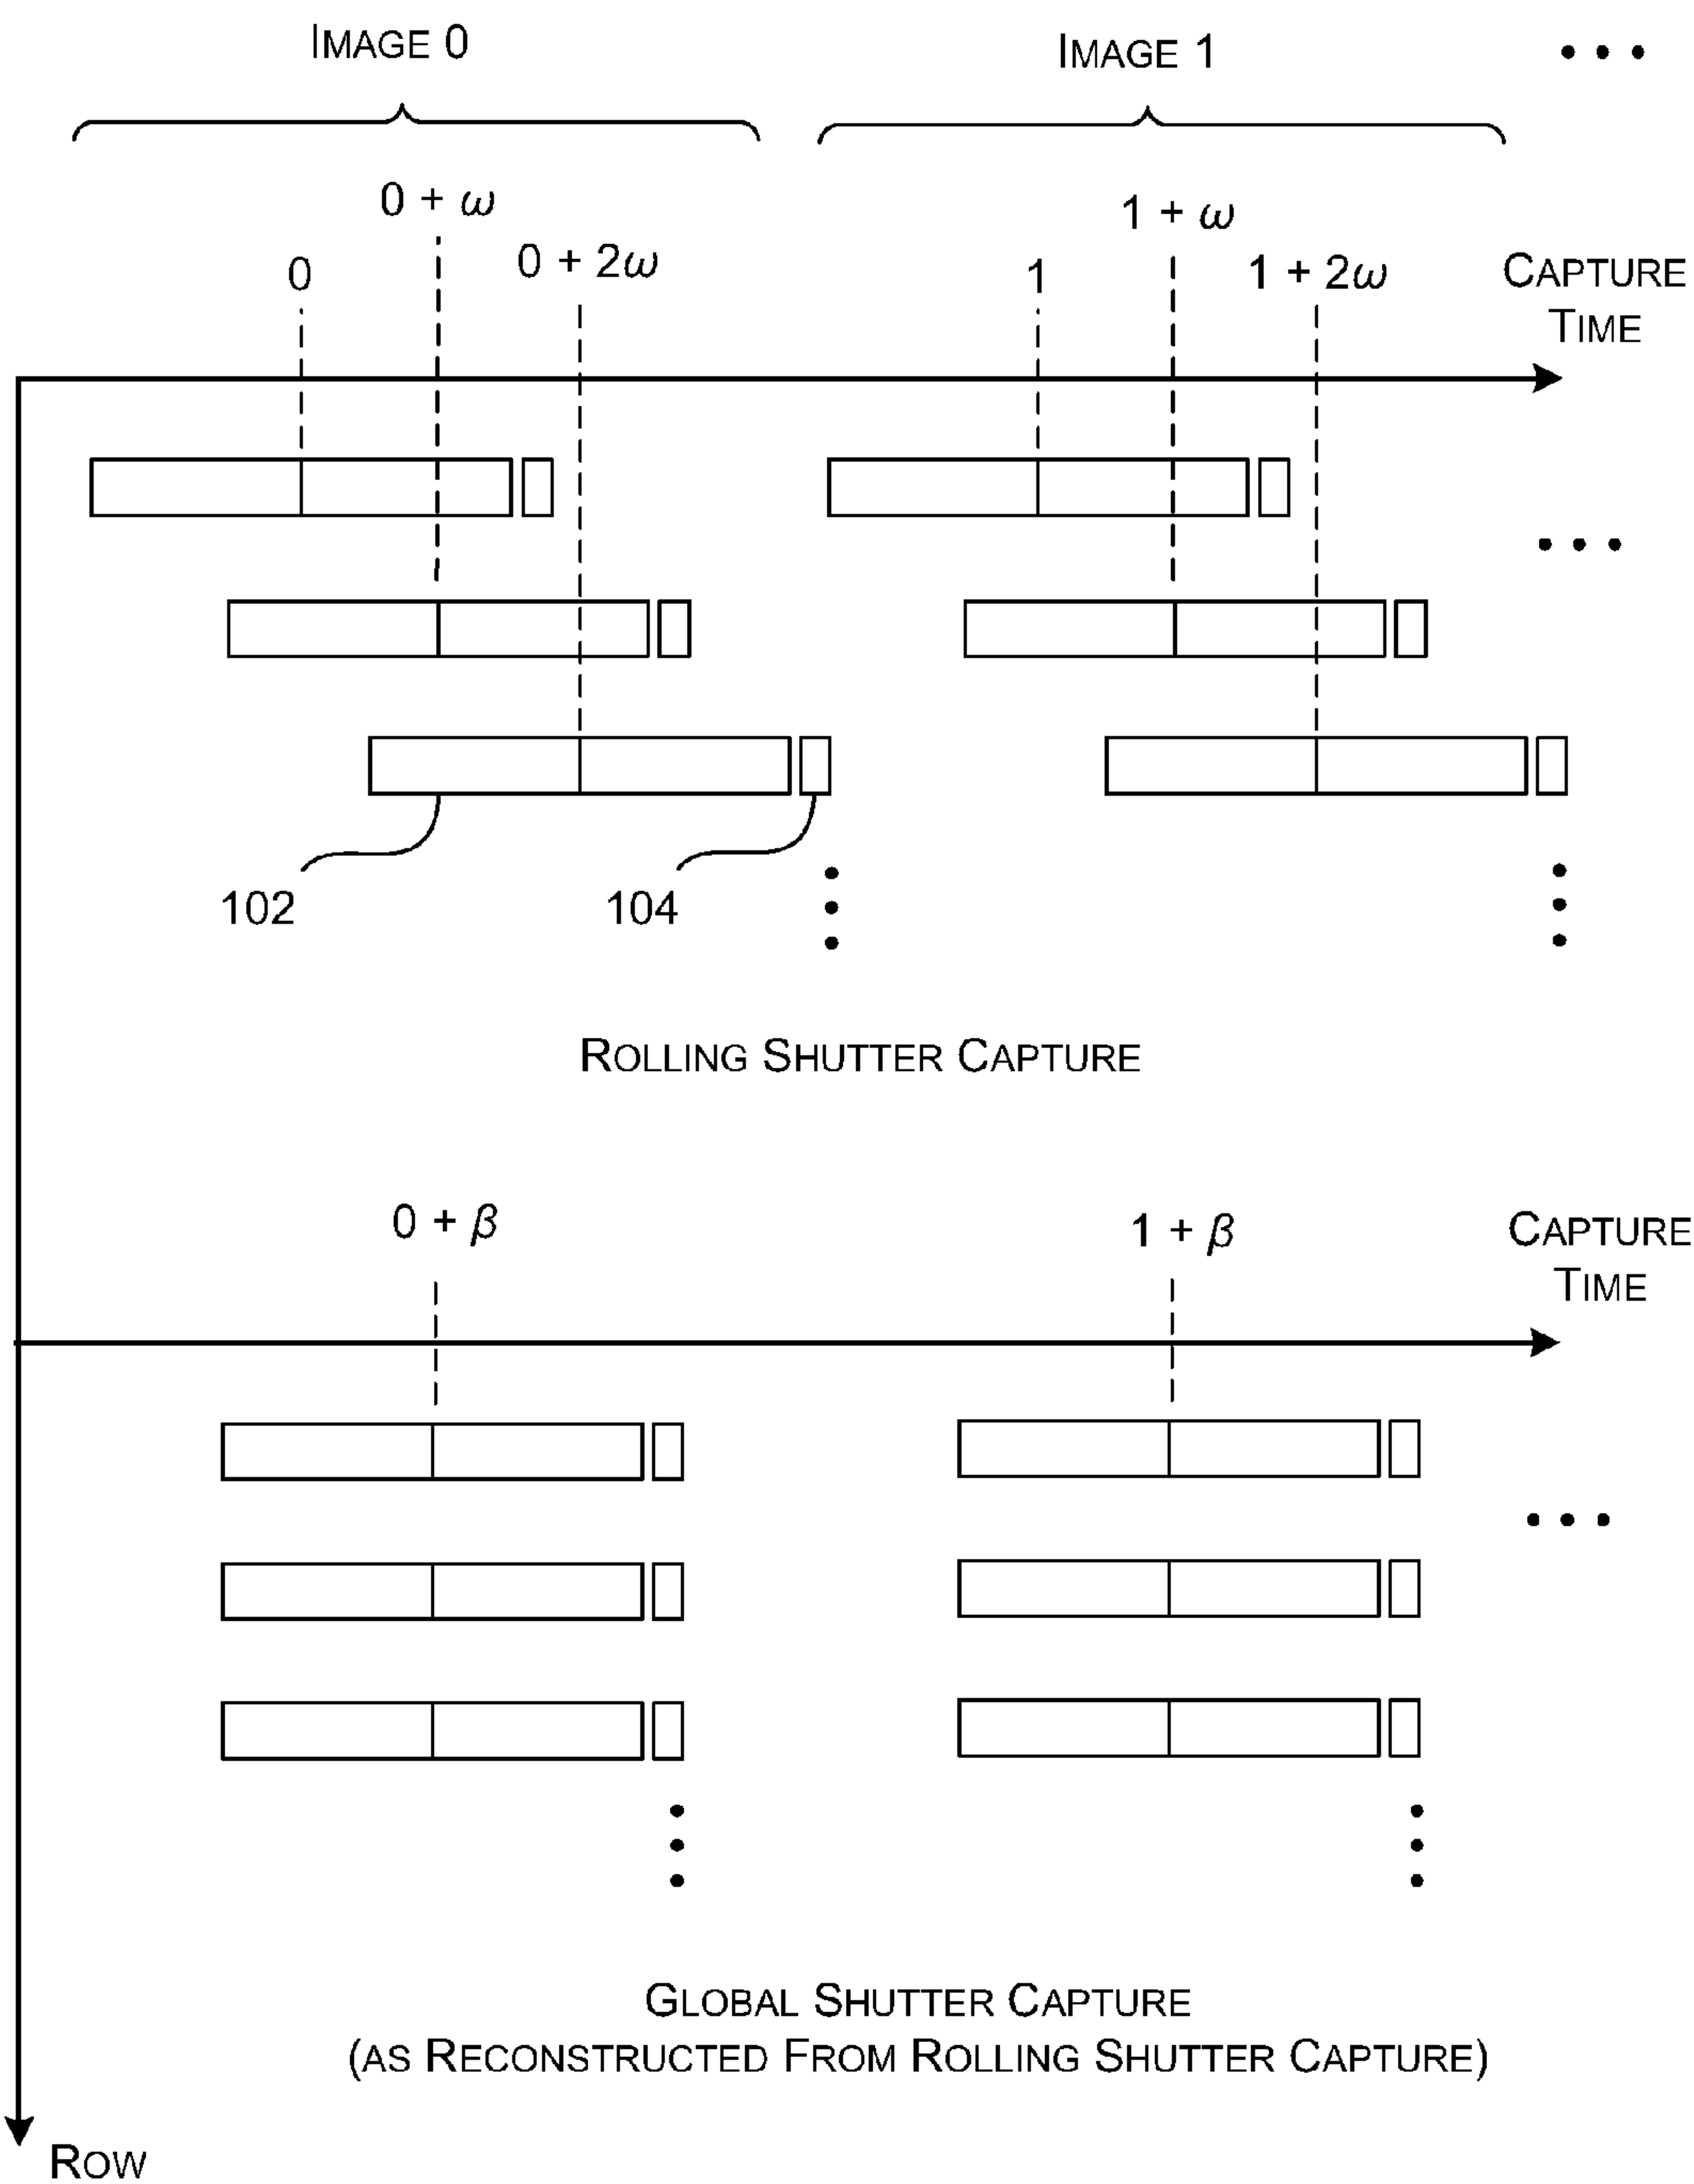 IMAGE 0
IMAGE 1
0 + ω
1 + ω
0
0 + 2ω
1
1 + 2ω
CAPTURE
TIME
102
104
ROLLING SHUTTER CAPTURE
0 + β
1 + β
CAPTURE
TIME
GLOBAL SHUTTER CAPTURE
(AS RECONSTRUCTED FROM ROLLING SHUTTER CAPTURE)
ROW